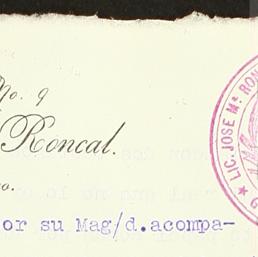 No. 9
Roncal.
or su Mag/d.acompa-
LIC. JOSE Mª RON